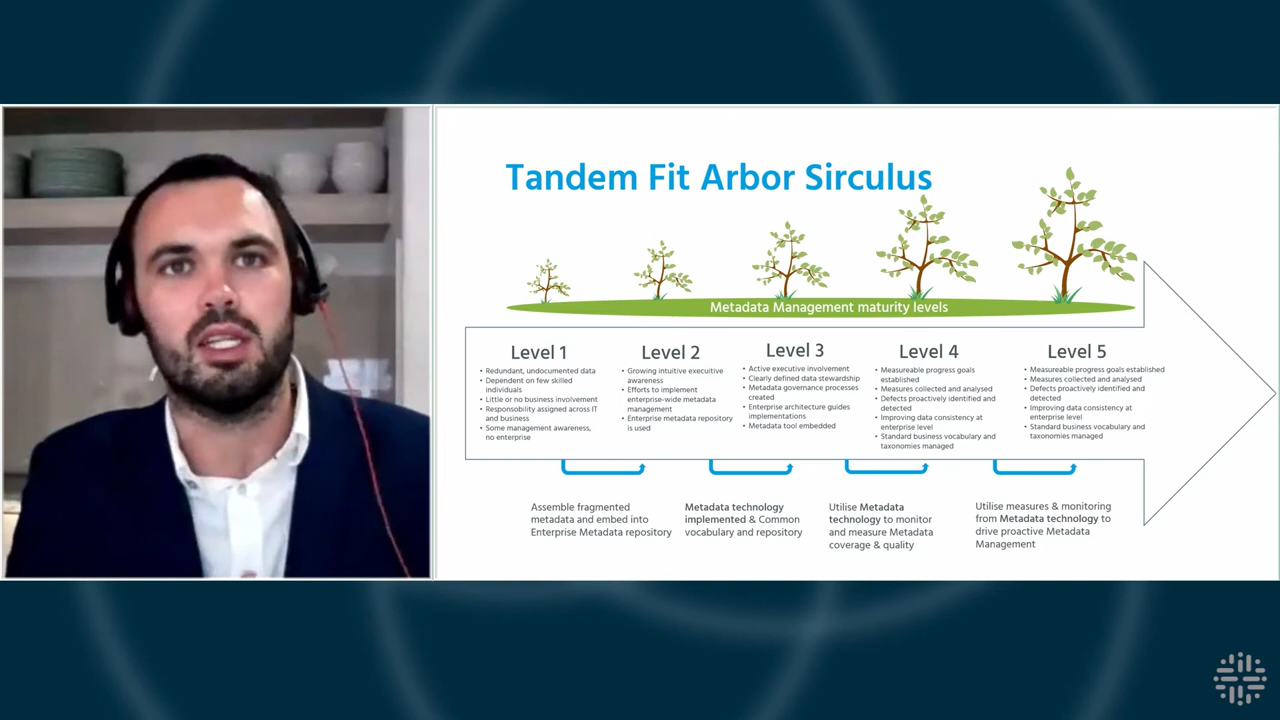 Tandem Fit Arbor Sirculus
Metadata Management maturity levels
Level 1
• Redundant, undocumented data
• Dependent on few skilled
individuals
• Little or no business involvement
• Responsbility assigned across IT
and business
• Some management awareness,
no enterprise
Level 2
• Growing intuitive executive
awareness
• Efforts to implement
enterprise-wide metadata
management
• Enterprise metadata repository
is used
Level 3
• Active executive involvement
• Clearly defined data stewardship
• Metadata governance processes
created
• Enterprise architecture guides
implementations
• Metadata tool embedded
Level 4
• Measureable progress goals
established
• Measures collected and analysed
• Defects proactively identified and
detected
• Improving data consistency at
enterprise level
• Standard business vocabulary and
taxonomies managed
Level 5
• Measureable progress goals established
• Measures collected and analysed
• Defects proactively identified and
detected
• Improving data consistency at
enterprise level
• Standard business vocabulary and
taxonomies managed
Assemble fragmented
metadata and embed into
Enterprise Metadata repository
Metadata technology
implemented & Common
vocabulary and repository
Utilise Metadata
technology to monitor
and measure Metadata
coverage & quality
Utilise measures & monitoring
from Metadata technology to
drive proactive Metadata
Management